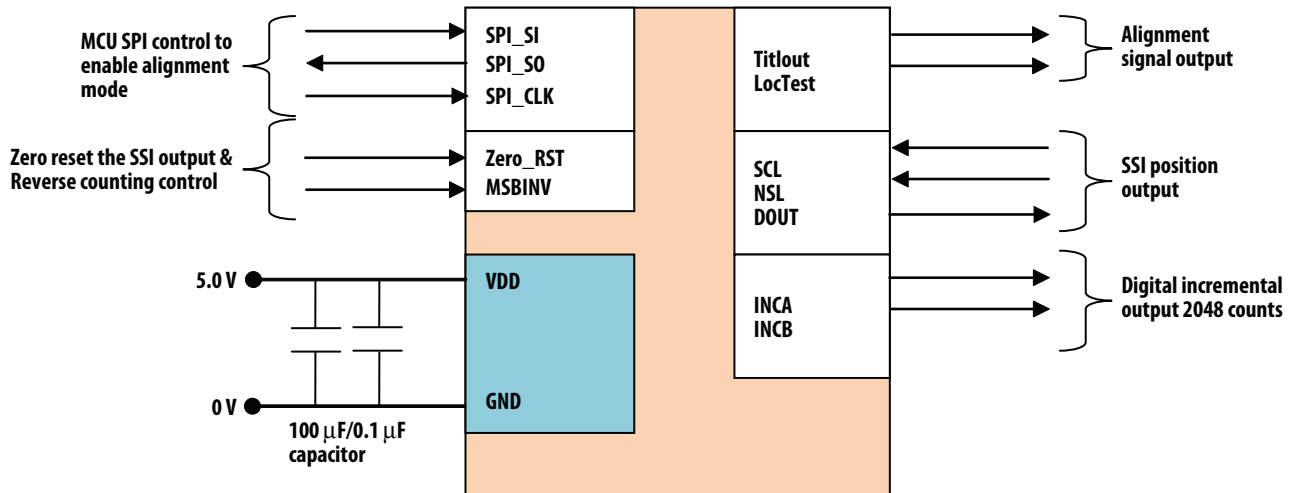 MCU SPI control to
enable alignment
mode
Zero reset the SSI output &
Reverse counting control
SPI_SI
SPI_SO
SPI_CLK
Zero_RST
MSBINV
5.0 V
VDD
0 V
GND
100 μF/0.1 μF
capacitor
Titlout
LocTest
SCL
NSL
DOUT
INCA
INCB
Alignment
signal output
SSI position
output
Digital incremental
output 2048 counts